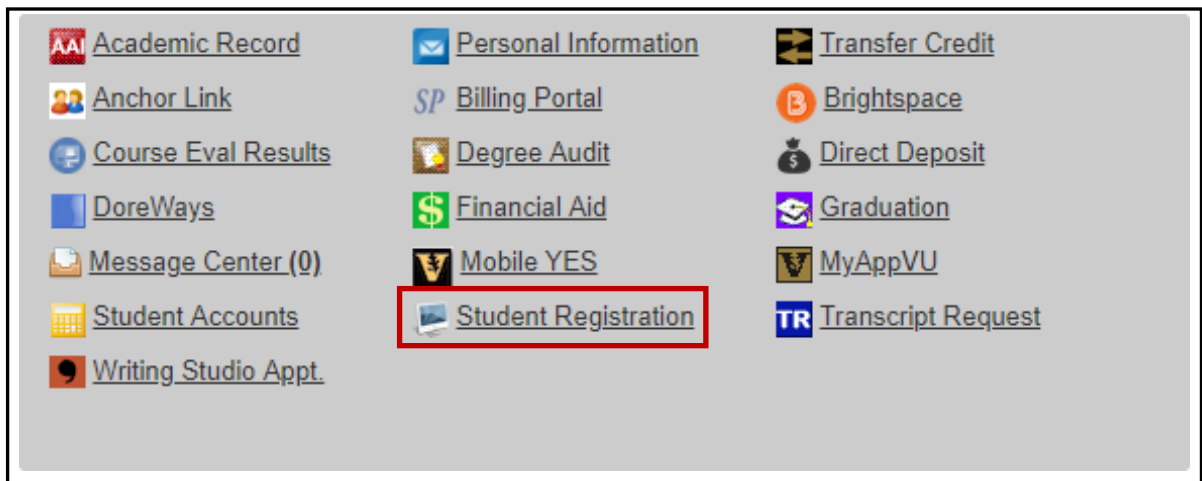 AAI Academic Record Personal Information Transfer Credit
Anchor Link SP Billing Portal B Brightspace
Course Eval Results Degree Audit $ Direct Deposit
DoreWays $ Financial Aid Graduation
Message Center (0) V Mobile YES V MyAppVU
Student Accounts Student Registration TR Transcript Request
Writing Studio Appt.